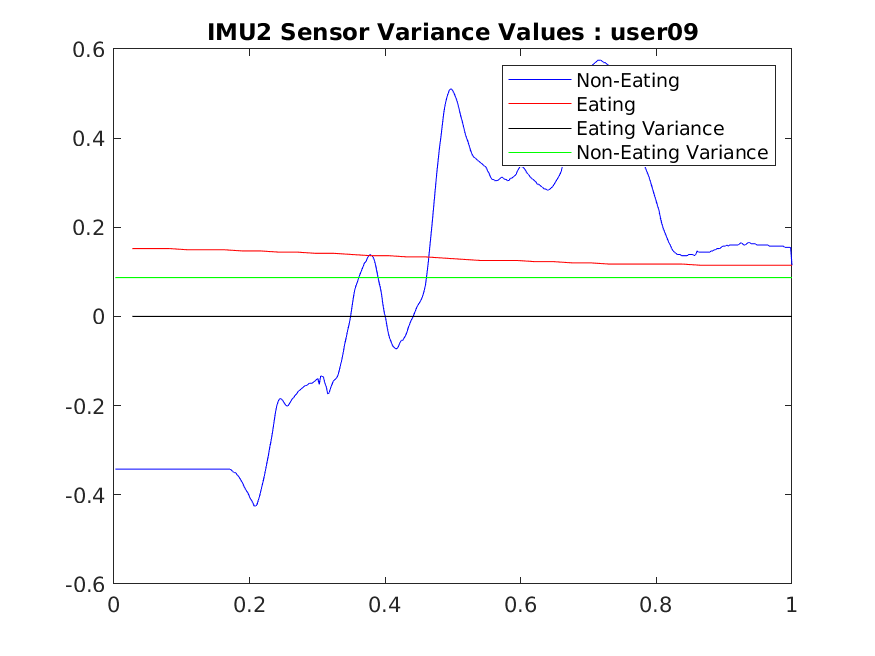 IMU2 Sensor Variance Values : user09
Non-Eating
Eating
Eating Variance
Non-Eating Variance
0.6
0.4
0.2
0
-0.2
-0.4
-0.6
0 0.2 0.4 0.6 0.8 1